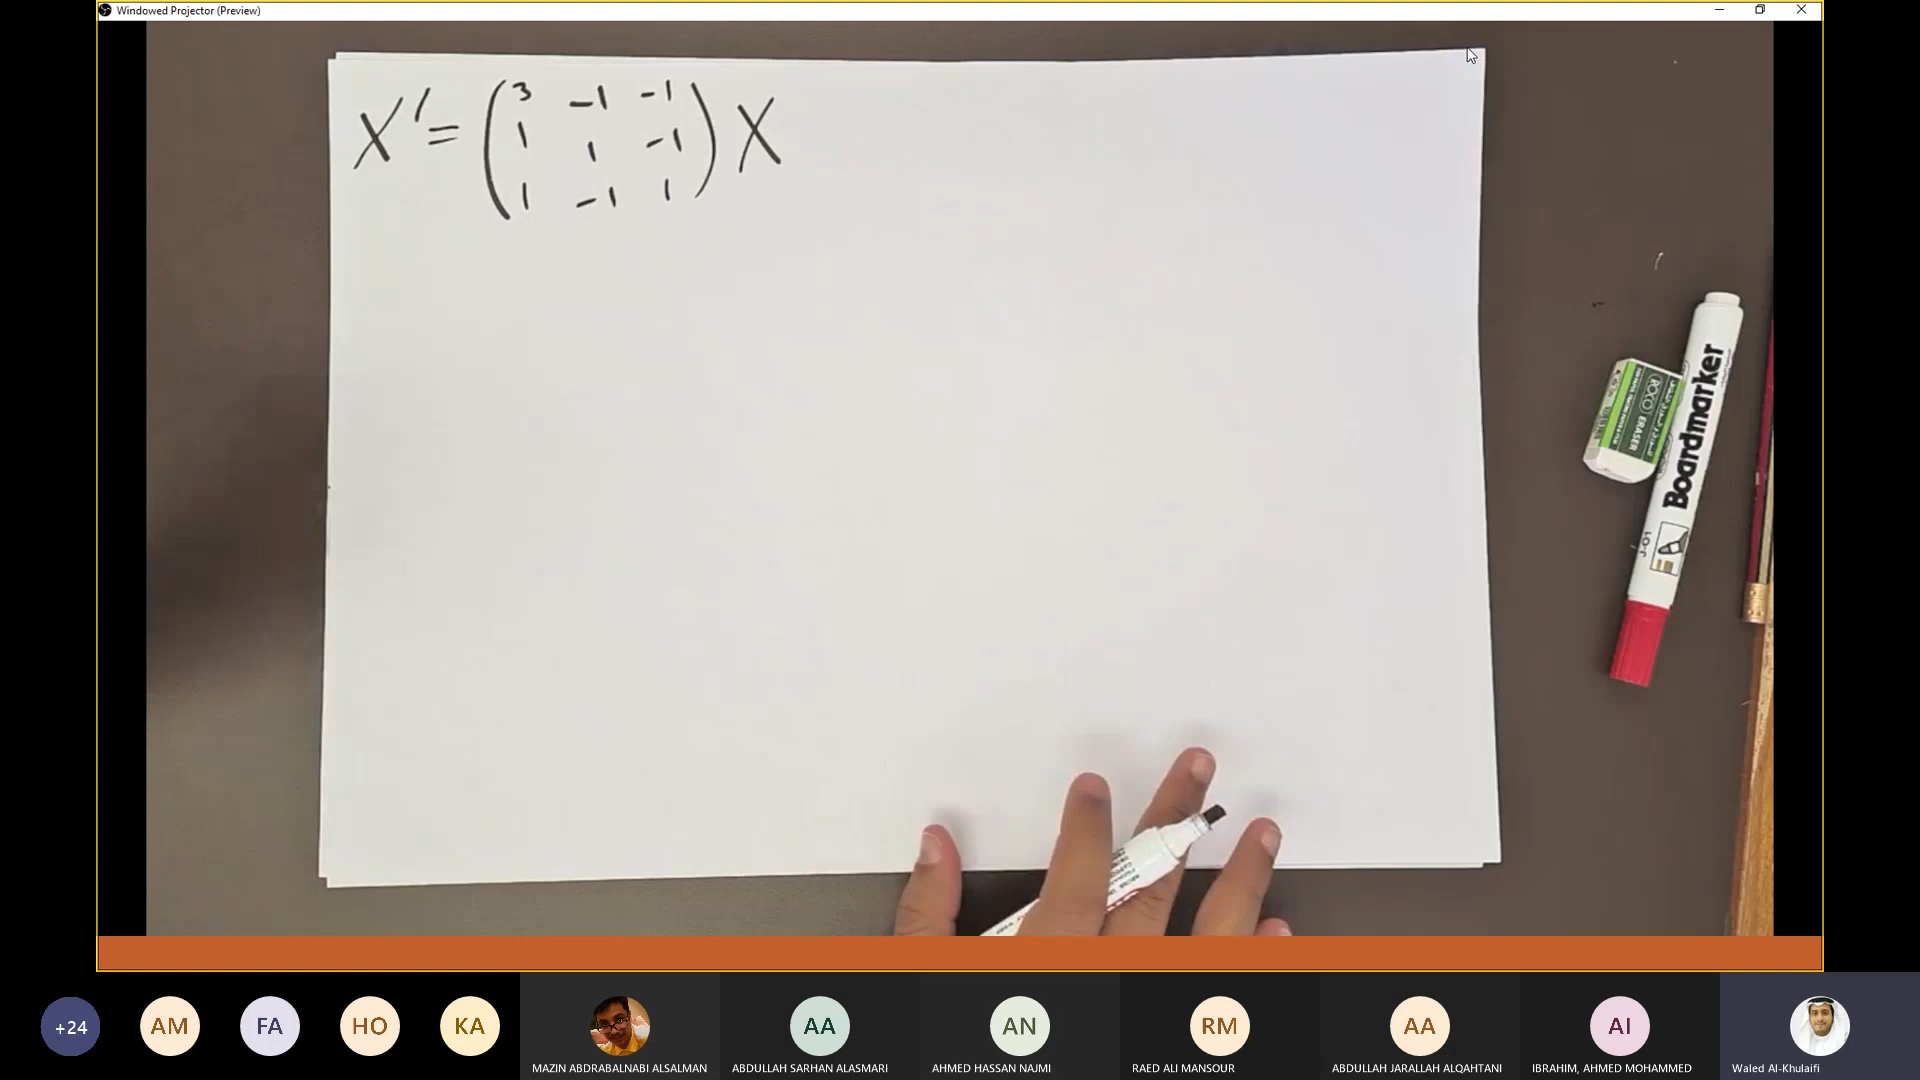 Windowed Projector (Preview)
X' = ( 3 -1 -1
1 1 -1
1 -1 1 ) X
ROCO ERASER
Boardmarker
J-01
+24
AM
FA
HO
KA
AA
AN
RM
AA
AI
MAZIN ABDRABALNABI ALSALMAN
ABDULLAH SARHAN ALASMARI
AHMED HASSAN NAJMI
RAED ALI MANSOUR
ABDULLAH JARALLAH ALQAHTANI
IBRAHIM, AHMED MOHAMMED
Waled Al-Khulaifi